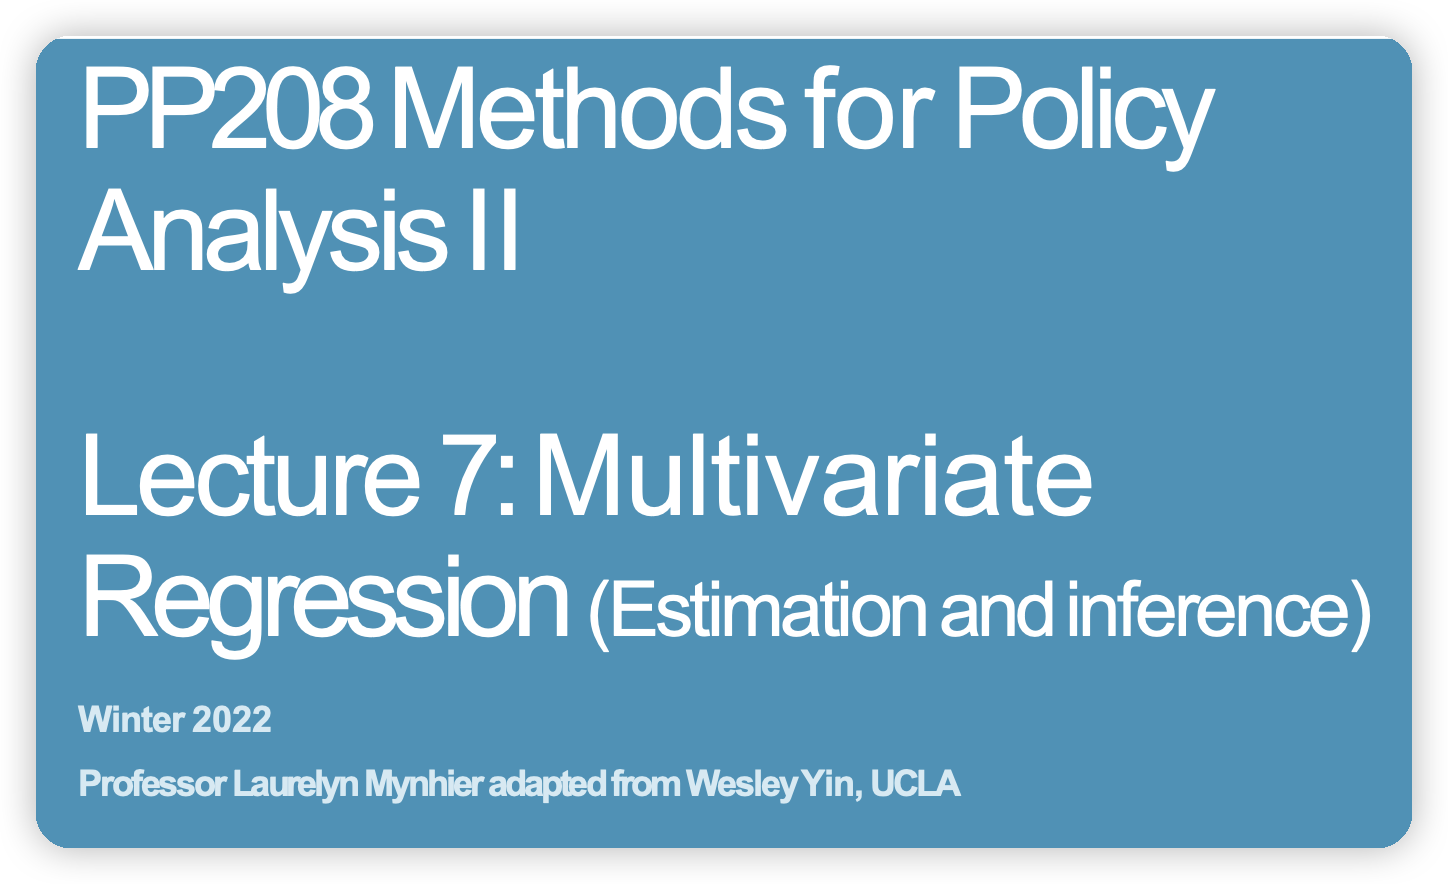 PP208 Methods for Policy
Analysis II
Lecture 7: Multivariate
Regression (Estimation and inference)
Winter 2022
Professor Laurelyn Mynhier adapted from Wesley Yin, UCLA